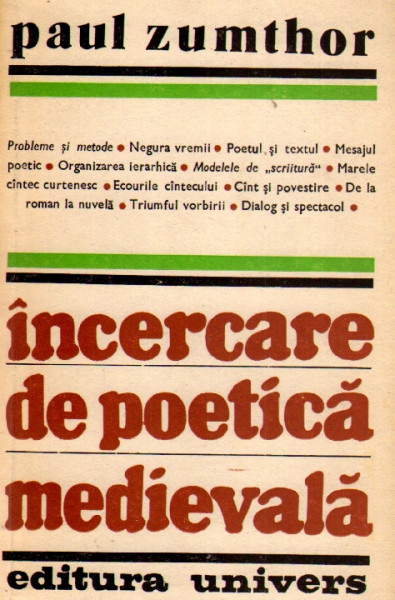 paul zumthor
Probleme și metode ● Negura vremii ● Poetul și textul ● Mesajul
poetic ● Organizarea ierarhică ● Modelele de „scriitură“ ● Marele
cîntec curtenesc ● Ecourile cîntecului ● Cînt și povestire ● De la
roman la nuvelă ● Triumful vorbirii ● Dialog și spectacol ●
încercare
de poetică
medievală
editura univers